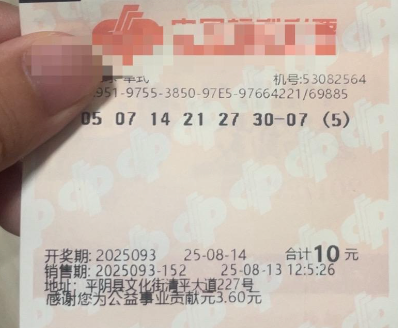 单式 机号:53082564
951-9755-3850-97E5-97664221/69885
05 07 14 21 27 30-07 (5)
开奖期: 2025093 25-08-14 合计10元
销售期: 2025093-152 25-08-13 12:5:26
地址: 平阴县文化街清平大道227号
感谢您为公益事业贡献元3.60元